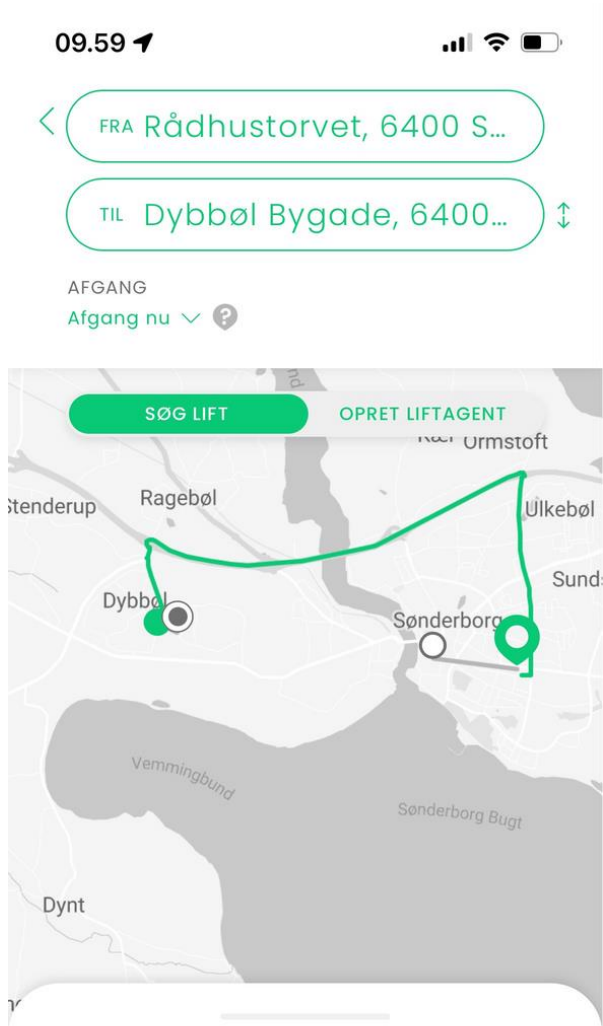 09.59
FRA Rådhustorvet, 6400 S...
TIL Dybbøl Bygade, 6400...
AFGANG
Afgang nu
?
SØG LIFT
OPRET LIFTAGENT
Ormstoft
Stenderup
Ragebøl
Ulkebøl
Dybbøl
Sønderborg
Vemmingbund
Sønderborg Bugt
Dynt